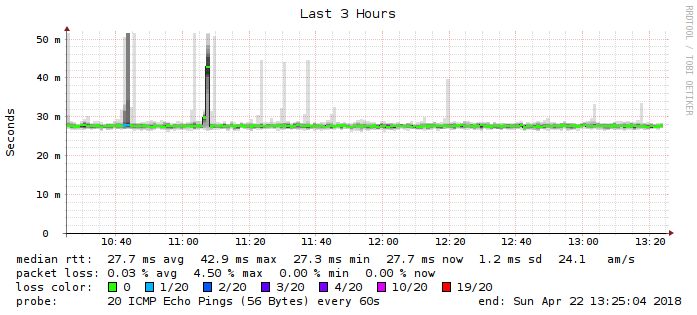 Last 3 Hours
RRDTOOL / TOBI OETIKER
Seconds
50 m
40 m
30 m
20 m
10 m
0
10:40 11:00 11:20 11:40 12:00 12:20 12:40 13:00 13:20
median rtt: 27.7 ms avg 42.9 ms max 27.3 ms min 27.7 ms now 1.2 ms sd 24.1 am/s
packet loss: 0.03 % avg 4.50 % max 0.00 % min 0.00 % now
loss color: 0 1/20 2/20 3/20 4/20 10/20 19/20
probe: 20 ICMP Echo Pings (56 Bytes) every 60s end: Sun Apr 22 13:25:04 2018